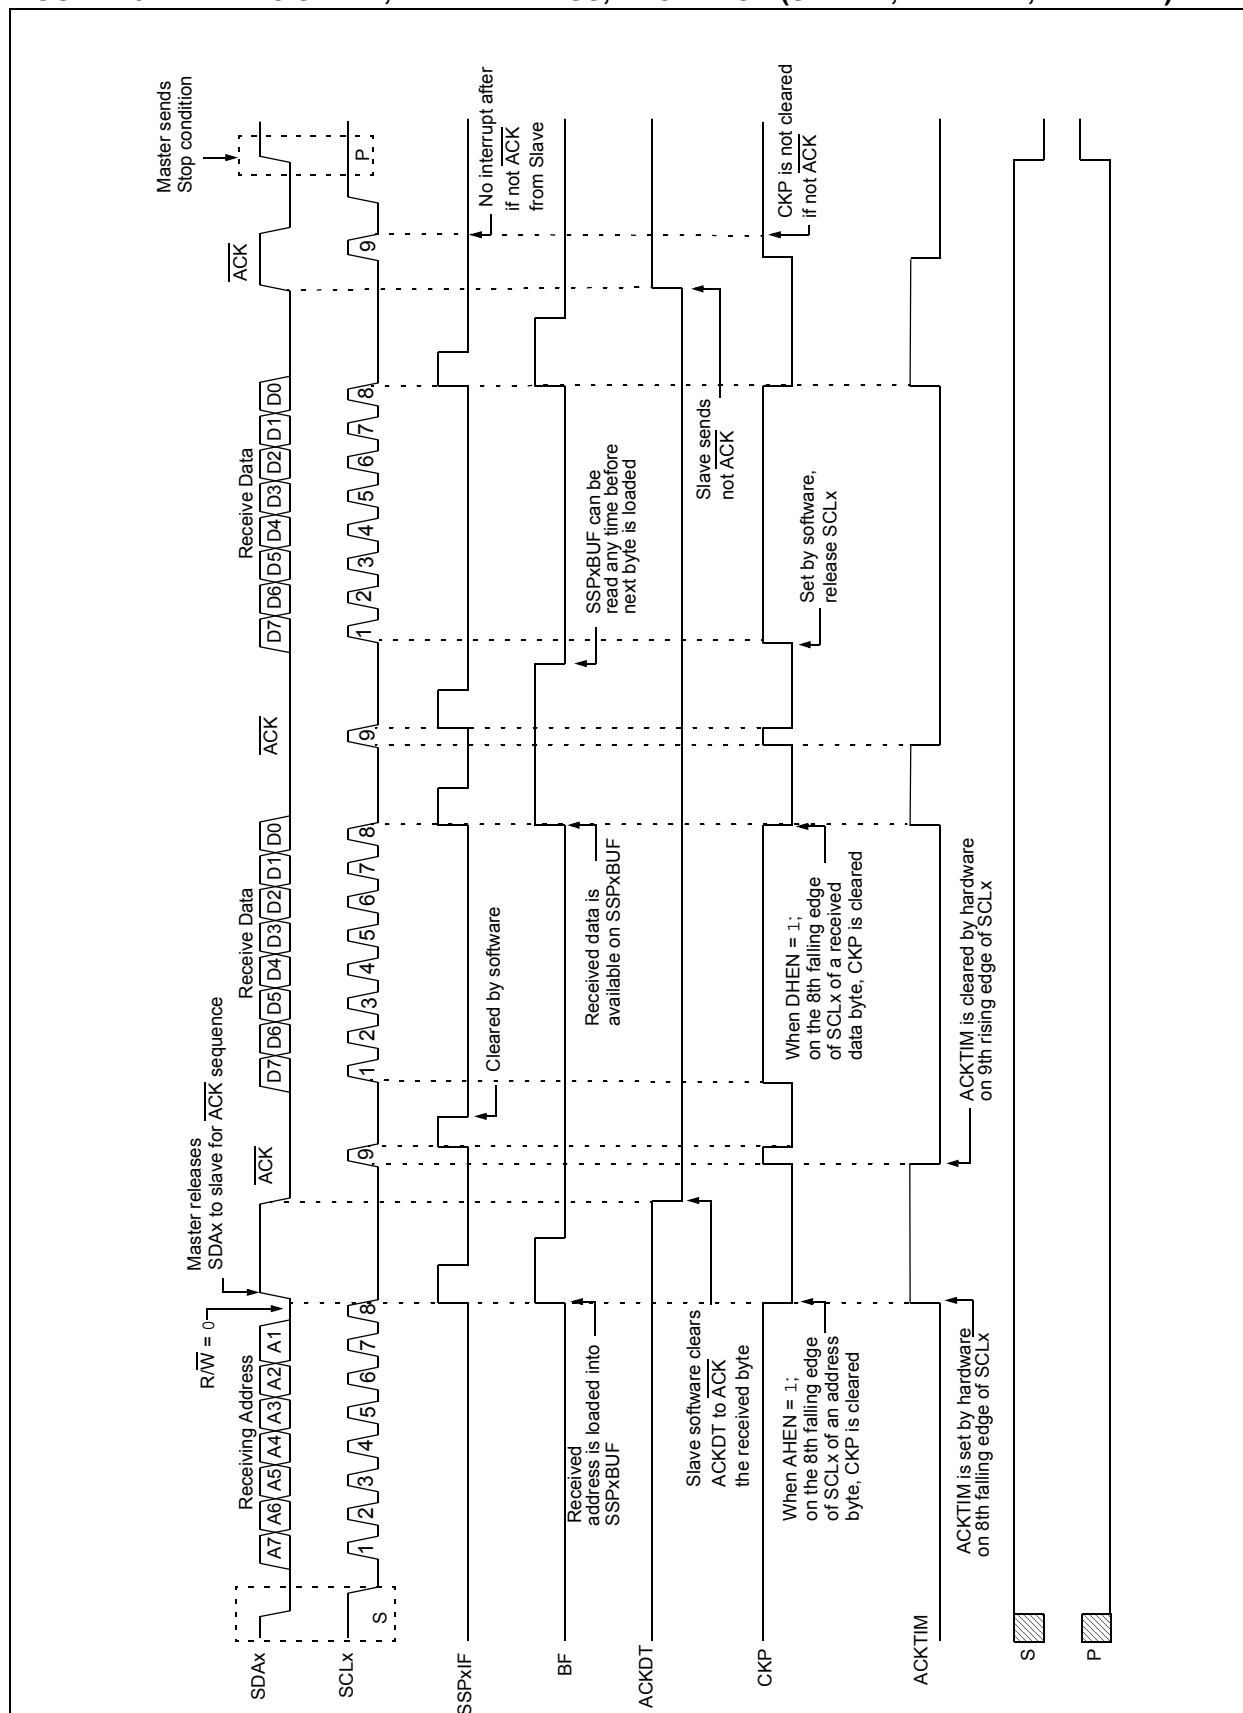 Master sends
Stop condition
Master releases
SDAx to slave for ACK sequence
R/W = 0
Receiving Address
ACK
Receive Data
ACK
Receive Data
ACK
SDAx
A7 A6 A5 A4 A3 A2 A1
D7 D6 D5 D4 D3 D2 D1 D0
D7 D6 D5 D4 D3 D2 D1 D0
SCLx
S
1 2 3 4 5 6 7 8 9
1 2 3 4 5 6 7 8 9
1 2 3 4 5 6 7 8 9
P
SSPxIF
Cleared by software
No interrupt after
if not ACK
from Slave
BF
Received
address is loaded into
SSPxBUF
Received data is
available on SSPxBUF
SSPxBUF can be
read any time before
next byte is loaded
ACKDT
Slave software clears
ACKDT to ACK
the received byte
Slave sends
not ACK
CKP
When AHEN = 1;
on the 8th falling edge
of SCLx of an address
byte, CKP is cleared
When DHEN = 1;
on the 8th falling edge
of SCLx of a received
data byte, CKP is cleared
Set by software,
release SCLx
CKP is not cleared
if not ACK
ACKTIM
ACKTIM is set by hardware
on 8th falling edge of SCLx
ACKTIM is cleared by hardware
on 9th rising edge of SCLx
S
P